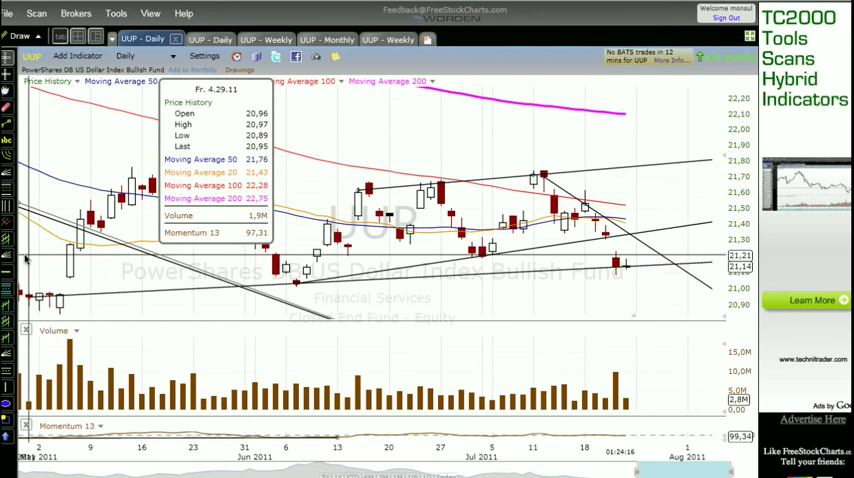 Scan Brokers Tools View Help
Feedback@FreeStockCharts.com
WORDEN
Welcome monsul
Sign Out
Draw
tab
UUP - Daily
UUP - Daily
UUP - Weekly
UUP - Monthly
UUP - Weekly
UUP Add Indicator Daily Settings
No BATS trades in 12
mins for UUP More Info...
PowerShares DB US Dollar Index Bullish Fund Add to Portfolio Drawings
Price History Moving Average 50
Moving Average 100 Moving Average 200
Fr. 4.29.11
Price History
Open 20,96
High 20,97
Low 20,89
Last 20,95
Moving Average 50 21,76
Moving Average 20 21,43
Moving Average 100 22,28
Moving Average 200 22,75
Volume 1,9M
Momentum 13 97,31
UUP
PowerShares DB US Dollar Index Bullish Fund
Financial Services
Closed End Fund - Equity
22,20
22,10
22,00
21,90
21,80
21,70
21,60
21,50
21,40
21,30
21,21
21,14
21,00
20,90
abc
Volume
15,0M
10,0M
5,0M
2,8M
0,00
Momentum 13
99,34
2 9 16 23 Jun 2011 6 13 20 27 Jul 2011 5 11 18 01:24:16 1
May 2011 Aug 2011
TC2000
Tools
Scans
Hybrid
Indicators
Learn More
www.technitrader.com
Ads by Goo
Advertise Here
Like FreeStockCharts.cc
Tell your friends: